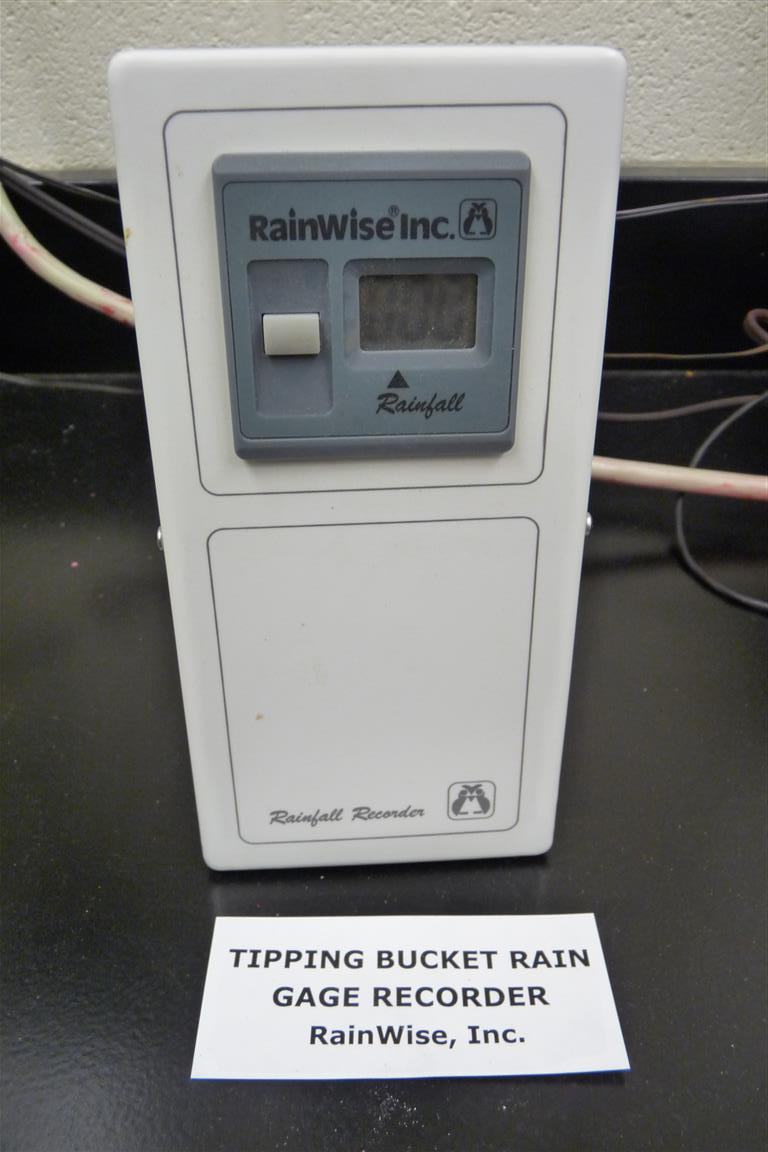 RainWise® Inc.
Rainfall
Rainfall Recorder
TIPPING BUCKET RAIN
GAGE RECORDER
RainWise, Inc.